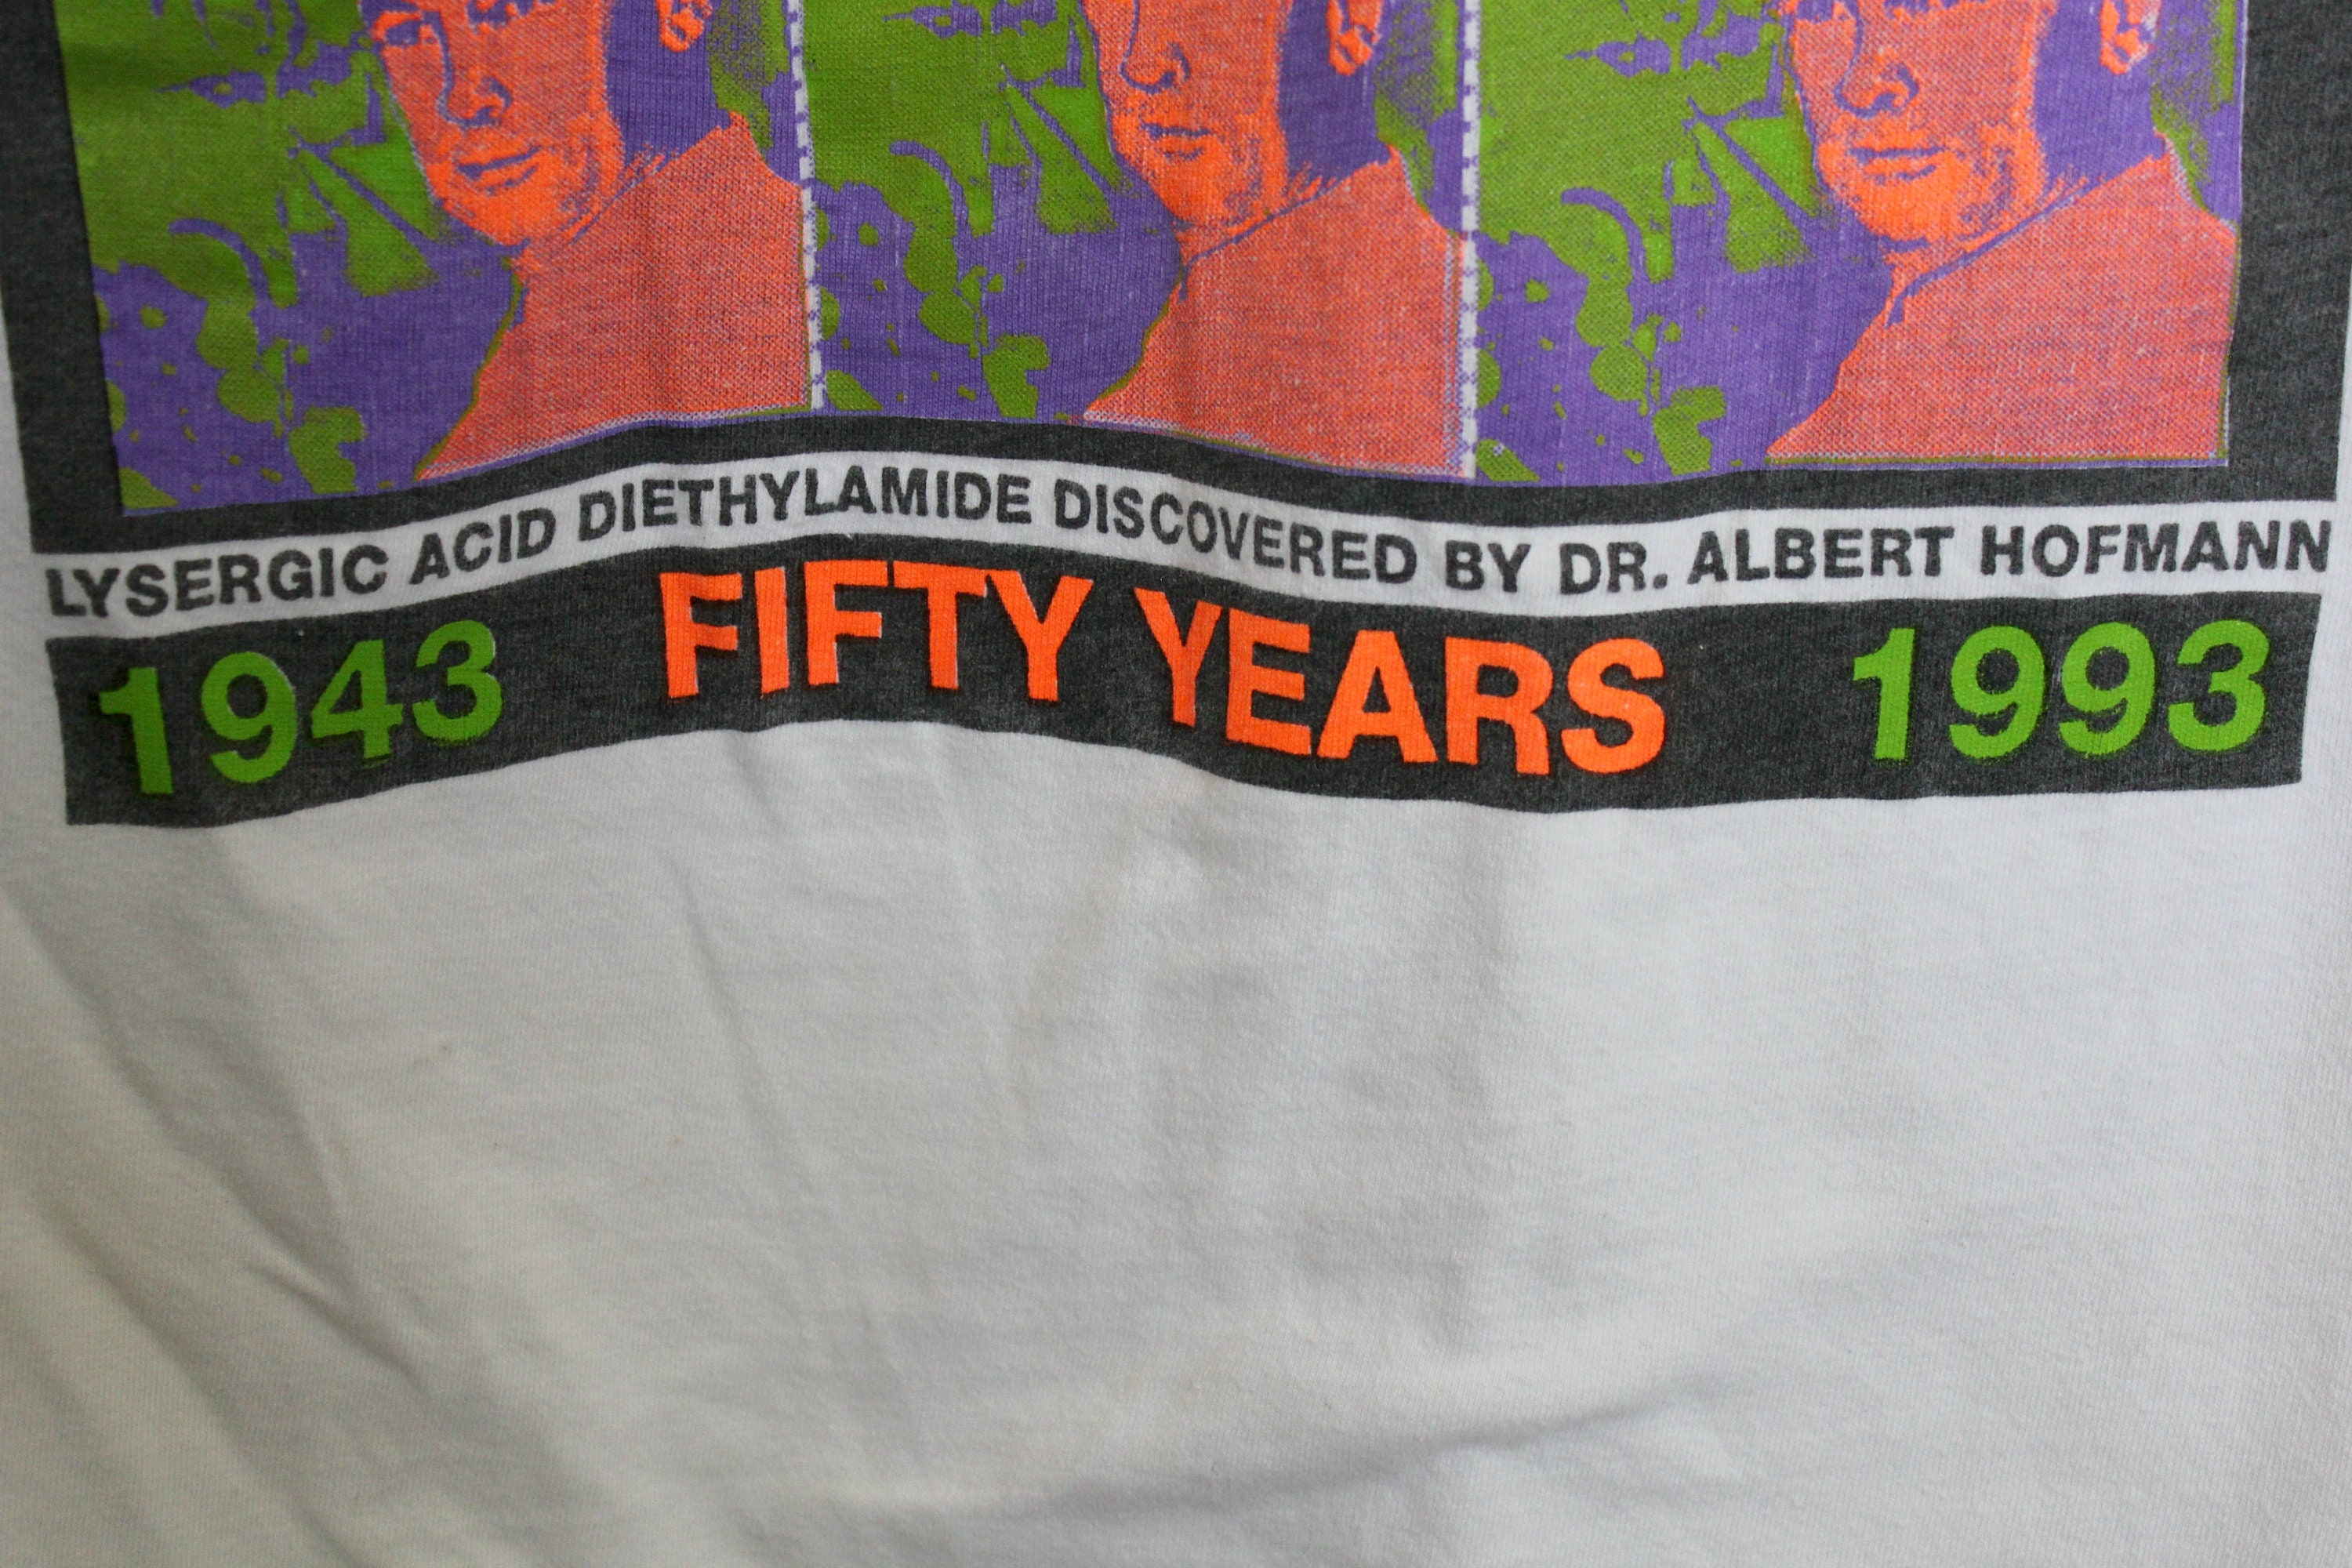 LYSERGIC ACID DIETHYLAMIDE DISCOVERED BY DR. ALBERT HOFMANN
1943 FIFTY YEARS 1993